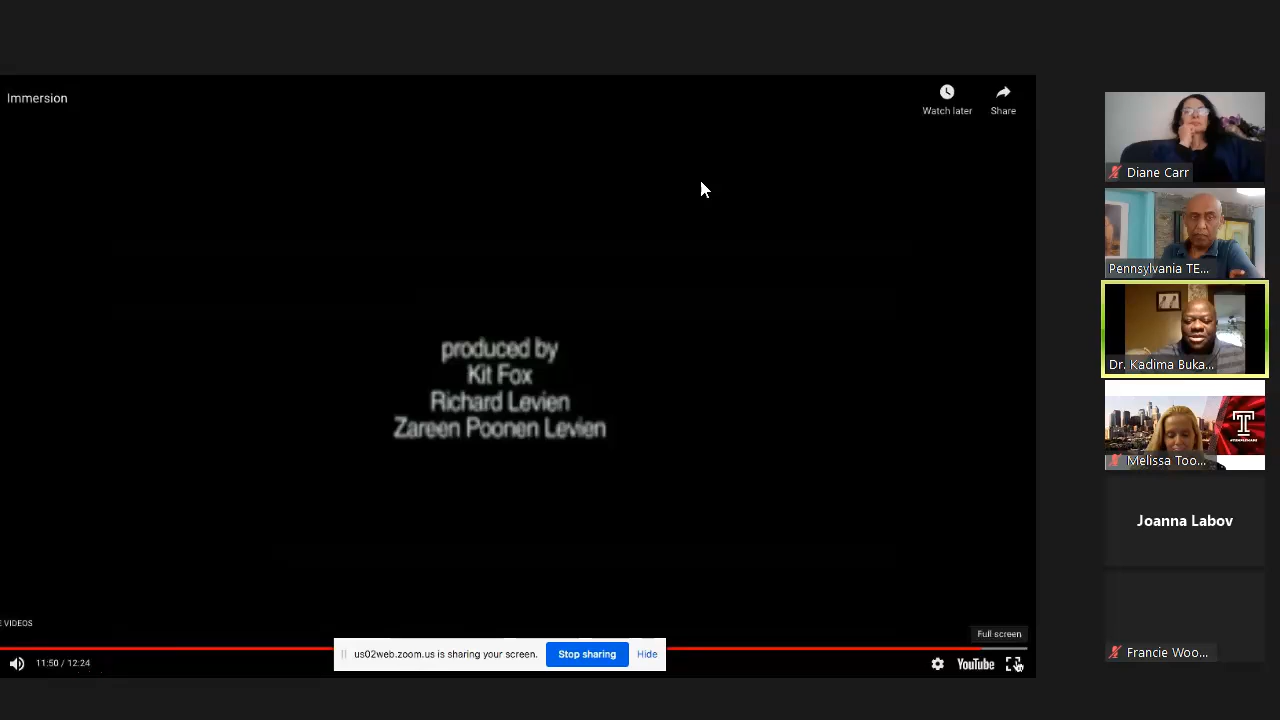 Immersion
Watch later
Share
produced by
Kit Fox
Richard Levien
Zareen Poonen Levien
VIDEOS
Full screen
us02web.zoom.us is sharing your screen.
Stop sharing
Hide
11:50 / 12:24
YouTube
Diane Carr
Pennsylvania TE...
Dr. Kadima Buka...
Melissa Too...
Joanna Labov
Francie Woo...